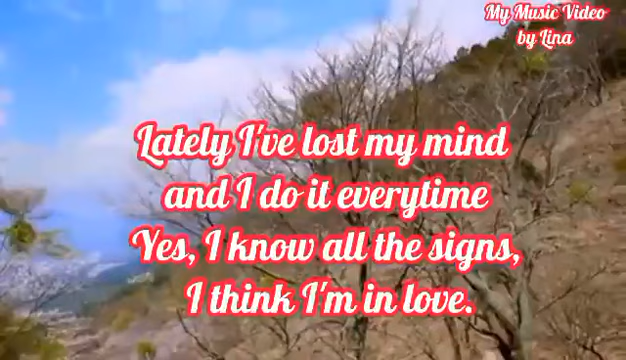 My Music Video
by Lina
Lately I've lost my mind
and I do it everytime
Yes, I know all the signs,
I think I'm in love.